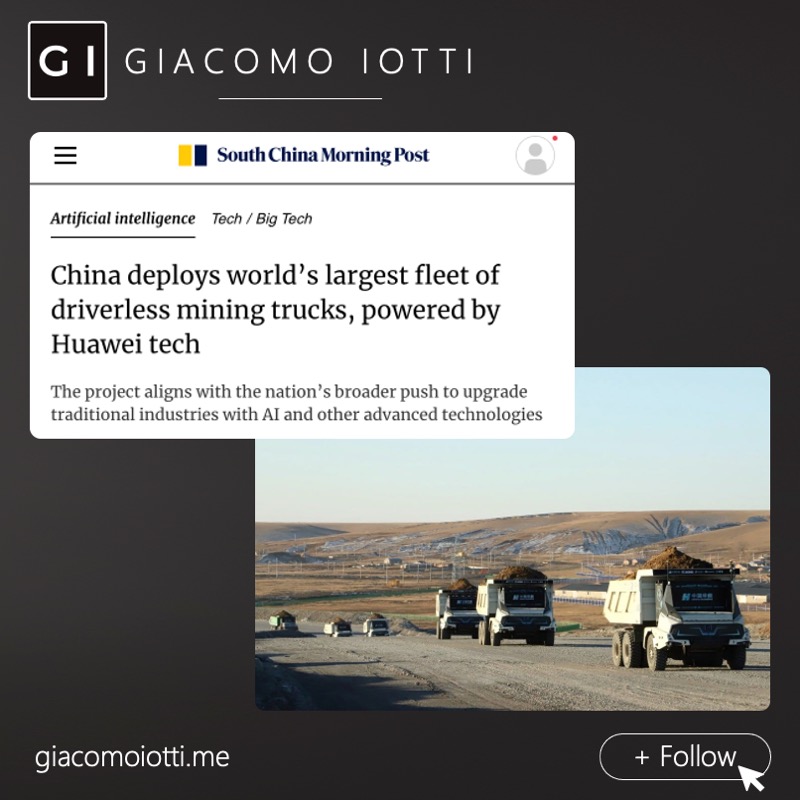 GI GIACOMO IOTTI
South China Morning Post
Artificial intelligence Tech / Big Tech
China deploys world’s largest fleet of
driverless mining trucks, powered by
Huawei tech
The project aligns with the nation’s broader push to upgrade
traditional industries with AI and other advanced technologies
giacomoiotti.me
+ Follow